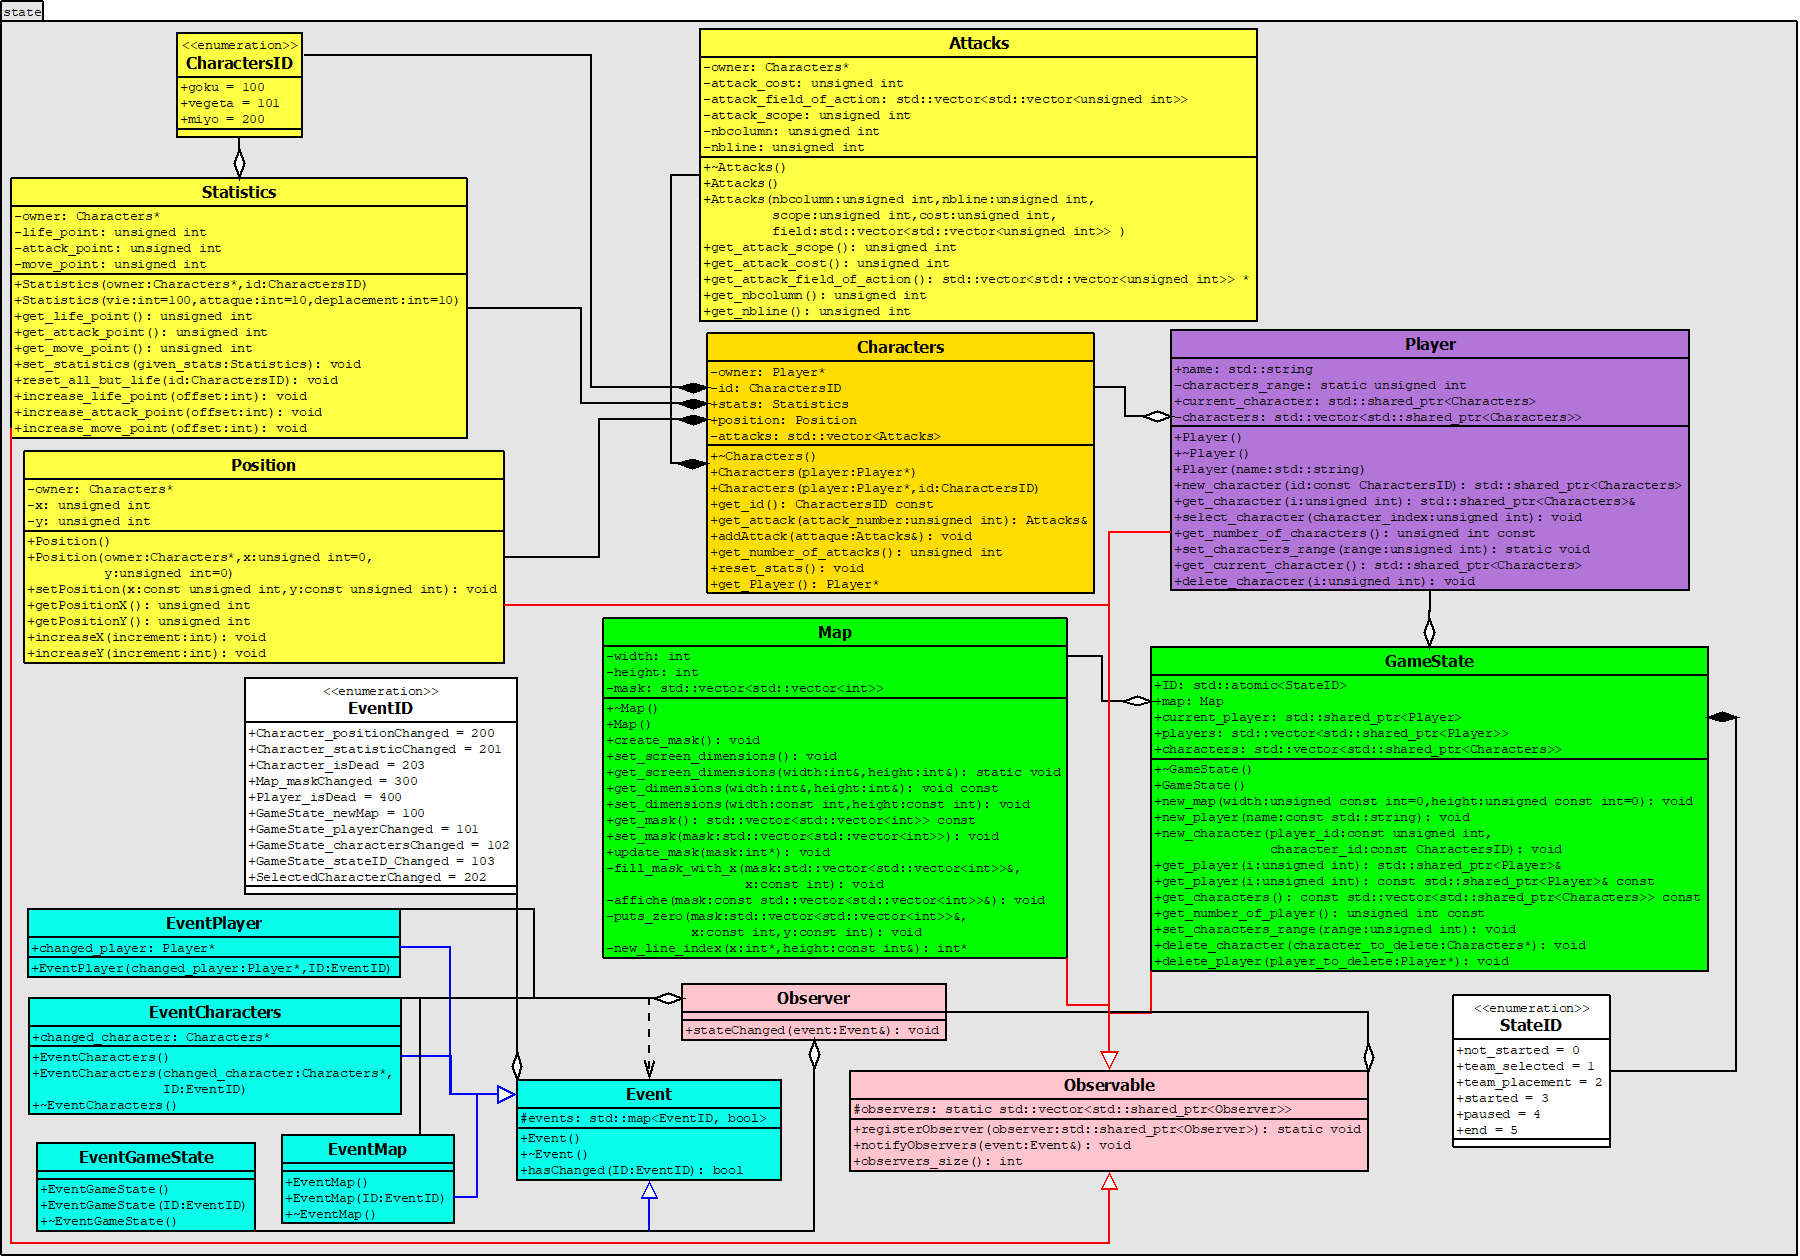 state
<<enumeration>>
CharactersID
+goku = 100
+vegeta = 101
+miyo = 200
Statistics
-owner: Characters*
-life_point: unsigned int
-attack_point: unsigned int
-move_point: unsigned int
+Statistics(owner:Characters*,id:CharactersID)
+Statistics(vie:int=100,attaque:int=10,deplacement:int=10)
+get_life_point(): unsigned int
+get_attack_point(): unsigned int
+get_move_point(): unsigned int
+set_statistics(given_stats:Statistics): void
+reset_all_but_life(id:CharactersID): void
+increase_life_point(offset:int): void
+increase_attack_point(offset:int): void
+increase_move_point(offset:int): void
Position
-owner: Characters*
-x: unsigned int
-y: unsigned int
+Position()
+Position(owner:Characters*,x:unsigned int=0,
y:unsigned int=0)
+setPosition(x:const unsigned int,y:const unsigned int): void
+getPositionX(): unsigned int
+getPositionY(): unsigned int
+increaseX(increment:int): void
+increaseY(increment:int): void
Attacks
-owner: Characters*
-attack_cost: unsigned int
-attack_field_of_action: std::vector<std::vector<unsigned int>>
-attack_scope: unsigned int
-nbcolumn: unsigned int
-nbline: unsigned int
+~Attacks()
+Attacks()
+Attacks(nbcolumn:unsigned int,nbline:unsigned int,
scope:unsigned int,cost:unsigned int,
field:std::vector<std::vector<unsigned int>> )
+get_attack_scope(): unsigned int
+get_attack_cost(): unsigned int
+get_attack_field_of_action(): std::vector<std::vector<unsigned int>> *
+get_nbcolumn(): unsigned int
+get_nbline(): unsigned int
Characters
-owner: Player*
-id: CharactersID
+stats: Statistics
+position: Position
-attacks: std::vector<Attacks>
+~Characters()
+Characters(player:Player*)
+Characters(player:Player*,id:CharactersID)
+get_id(): CharactersID const
+get_attack(attack_number:unsigned int): Attacks&
+addAttack(attaque:Attacks&): void
+get_number_of_attacks(): unsigned int
+reset_stats(): void
+get_Player(): Player*
Player
+name: std::string
-characters_range: static unsigned int
+current_character: std::shared_ptr<Characters>
-characters: std::vector<std::shared_ptr<Characters>>
+Player()
+~Player()
+Player(name:std::string)
+new_character(id:const CharactersID): std::shared_ptr<Characters>
+get_character(i:unsigned int): std::shared_ptr<Characters>&
+select_character(character_index:unsigned int): void
+get_number_of_characters(): unsigned int const
+set_characters_range(range:unsigned int): static void
+get_current_character(): std::shared_ptr<Characters>
+delete_character(i:unsigned int): void
Map
-width: int
-height: int
-mask: std::vector<std::vector<int>>
+~Map()
+Map()
+create_mask(): void
+set_screen_dimensions(): void
+get_screen_dimensions(width:int&,height:int&): static void
+get_dimensions(width:int&,height:int&): void const
+set_dimensions(width:const int,height:const int): void
+get_mask(): std::vector<std::vector<int>> const
+set_mask(mask:std::vector<std::vector<int>>): void
+update_mask(mask:int*): void
-fill_mask_with_x(mask:std::vector<std::vector<int>>&,
x:const int): void
-affiche(mask:const std::vector<std::vector<int>>&): void
-puts_zero(mask:std::vector<std::vector<int>>&,
x:const int,y:const int): void
-new_line_index(x:int*,height:const int&): int*
GameState
+ID: std::atomic<StateID>
+map: Map
+current_player: std::shared_ptr<Player>
+players: std::vector<std::shared_ptr<Player>>
+characters: std::vector<std::shared_ptr<Characters>>
+~GameState()
+GameState()
+new_map(width:unsigned const int=0,height:unsigned const int=0): void
+new_player(name:const std::string): void
+new_character(player_id:const unsigned int,
character_id:const CharactersID): void
+get_player(i:unsigned int): std::shared_ptr<Player>&
+get_player(i:unsigned int): const std::shared_ptr<Player>& const
+get_characters(): const std::vector<std::shared_ptr<Characters>> const
+get_number_of_player(): unsigned int const
+set_characters_range(range:unsigned int): void
+delete_character(character_to_delete:Characters*): void
+delete_player(player_to_delete:Player*): void
<<enumeration>>
EventID
+Character_positionChanged = 200
+Character_statisticChanged = 201
+Character_isDead = 203
+Map_maskChanged = 300
+Player_isDead = 400
+GameState_newMap = 100
+GameState_playerChanged = 101
+GameState_charactersChanged = 102
+GameState_stateID_Changed = 103
+SelectedCharacterChanged = 202
EventPlayer
+changed_player: Player*
+EventPlayer(changed_player:Player*,ID:EventID)
EventCharacters
+changed_character: Characters*
+EventCharacters()
+EventCharacters(changed_character:Characters*,
ID:EventID)
+~EventCharacters()
EventGameState
+EventGameState()
+EventGameState(ID:EventID)
+~EventGameState()
EventMap
+EventMap()
+EventMap(ID:EventID)
+~EventMap()
Observer
+stateChanged(event:Event&): void
Event
#events: std::map<EventID, bool>
+Event()
+~Event()
+hasChanged(ID:EventID): bool
Observable
#observers: static std::vector<std::shared_ptr<Observer>>
+registerObserver(observer:std::shared_ptr<Observer>): static void
+notifyObservers(event:Event&): void
+observers_size(): int
<<enumeration>>
StateID
+not_started = 0
+team_selected = 1
+team_placement = 2
+started = 3
+paused = 4
+end = 5